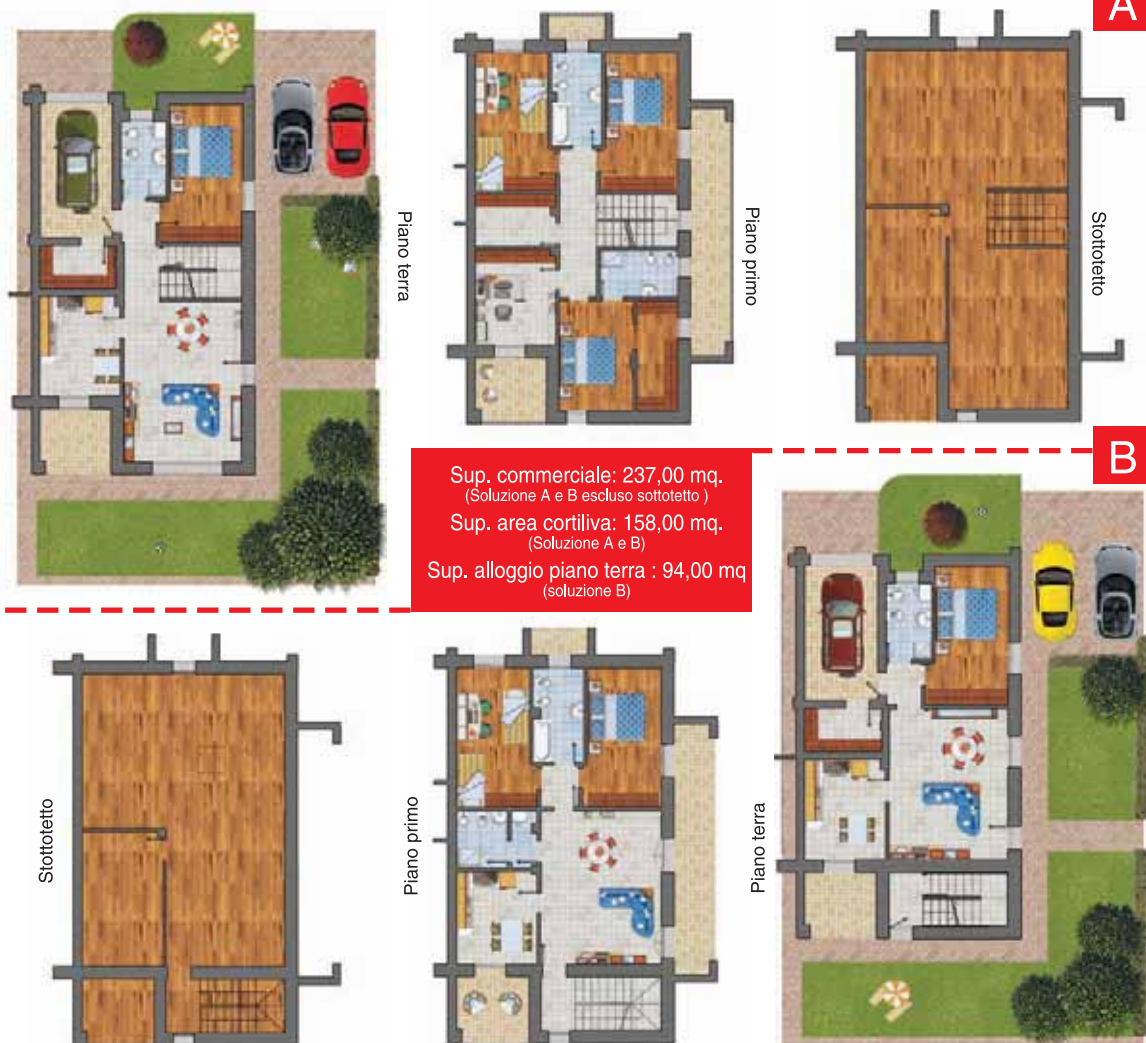 A
Piano terra
Piano primo
Stottotetto
B
Sup. commerciale: 237,00 mq.
(Soluzione A e B escluso sottotetto )
Sup. area cortiliva: 158,00 mq.
(Soluzione A e B)
Sup. alloggio piano terra : 94,00 mq
(soluzione B)
Stottotetto
Piano primo
Piano terra